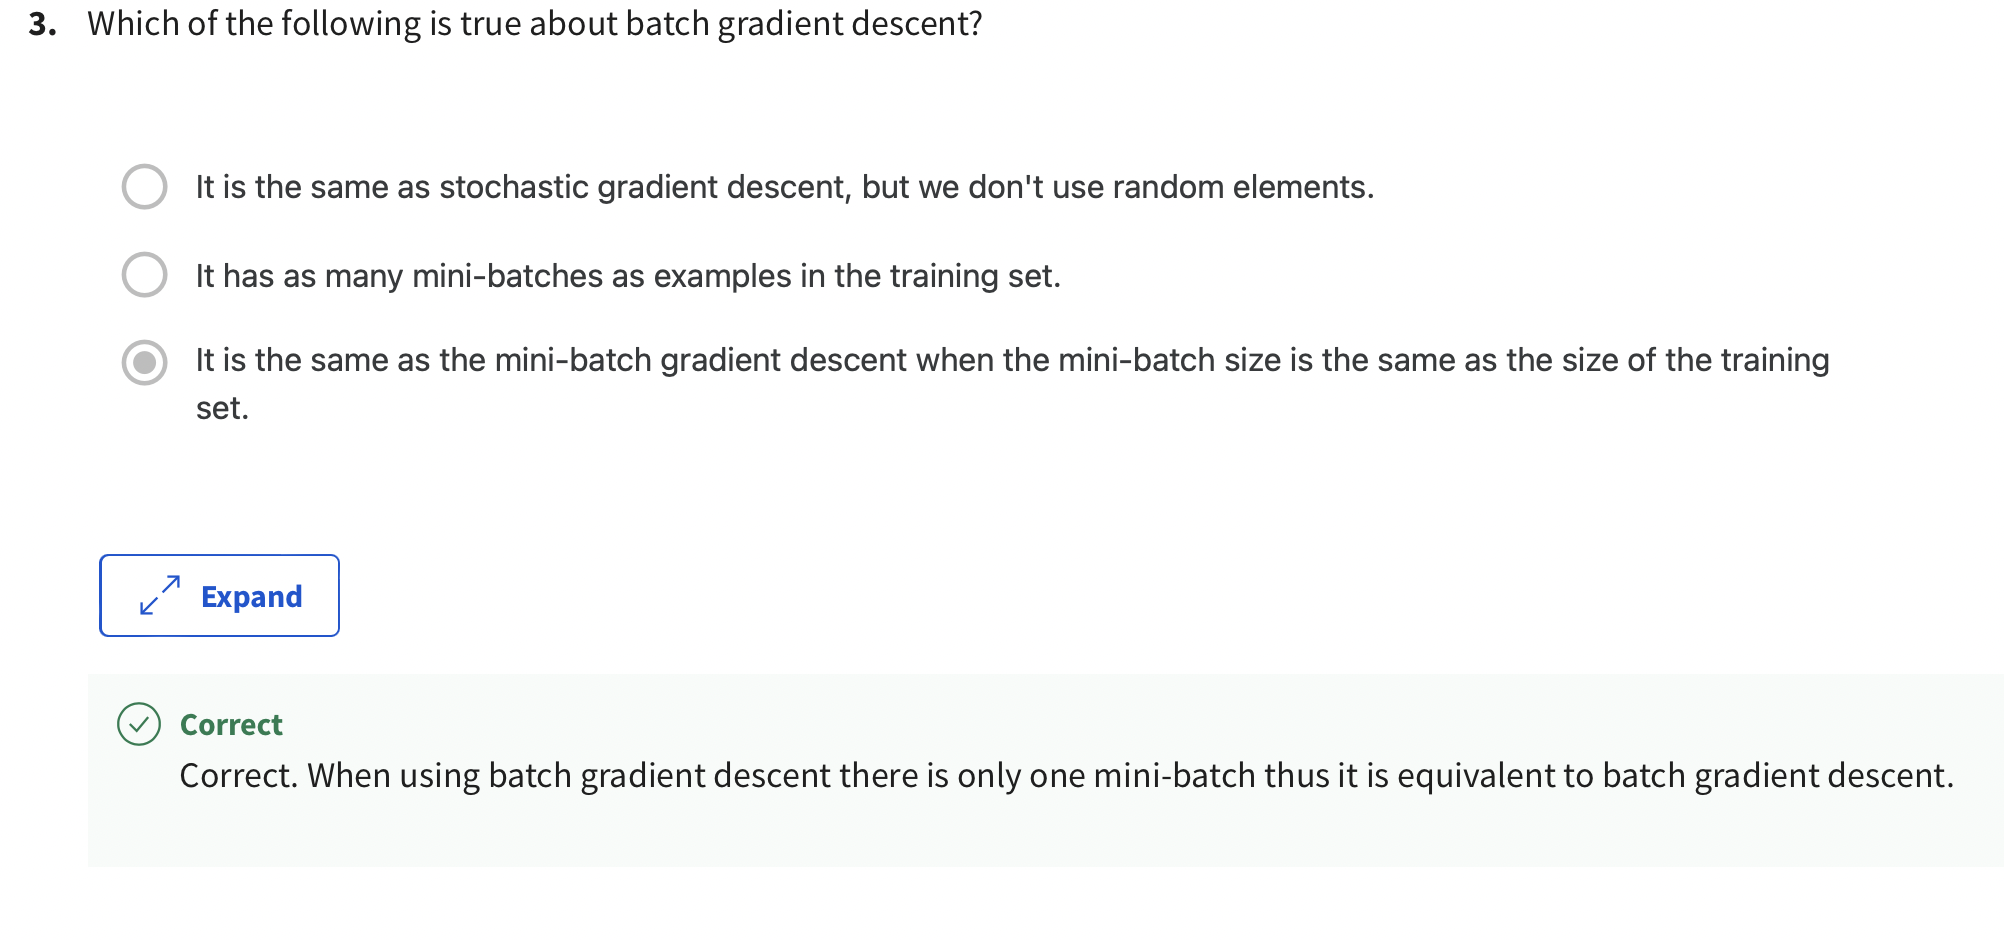 3. Which of the following is true about batch gradient descent?
It is the same as stochastic gradient descent, but we don't use random elements.
It has as many mini-batches as examples in the training set.
It is the same as the mini-batch gradient descent when the mini-batch size is the same as the size of the training
set.
Expand
Correct
Correct. When using batch gradient descent there is only one mini-batch thus it is equivalent to batch gradient descent.